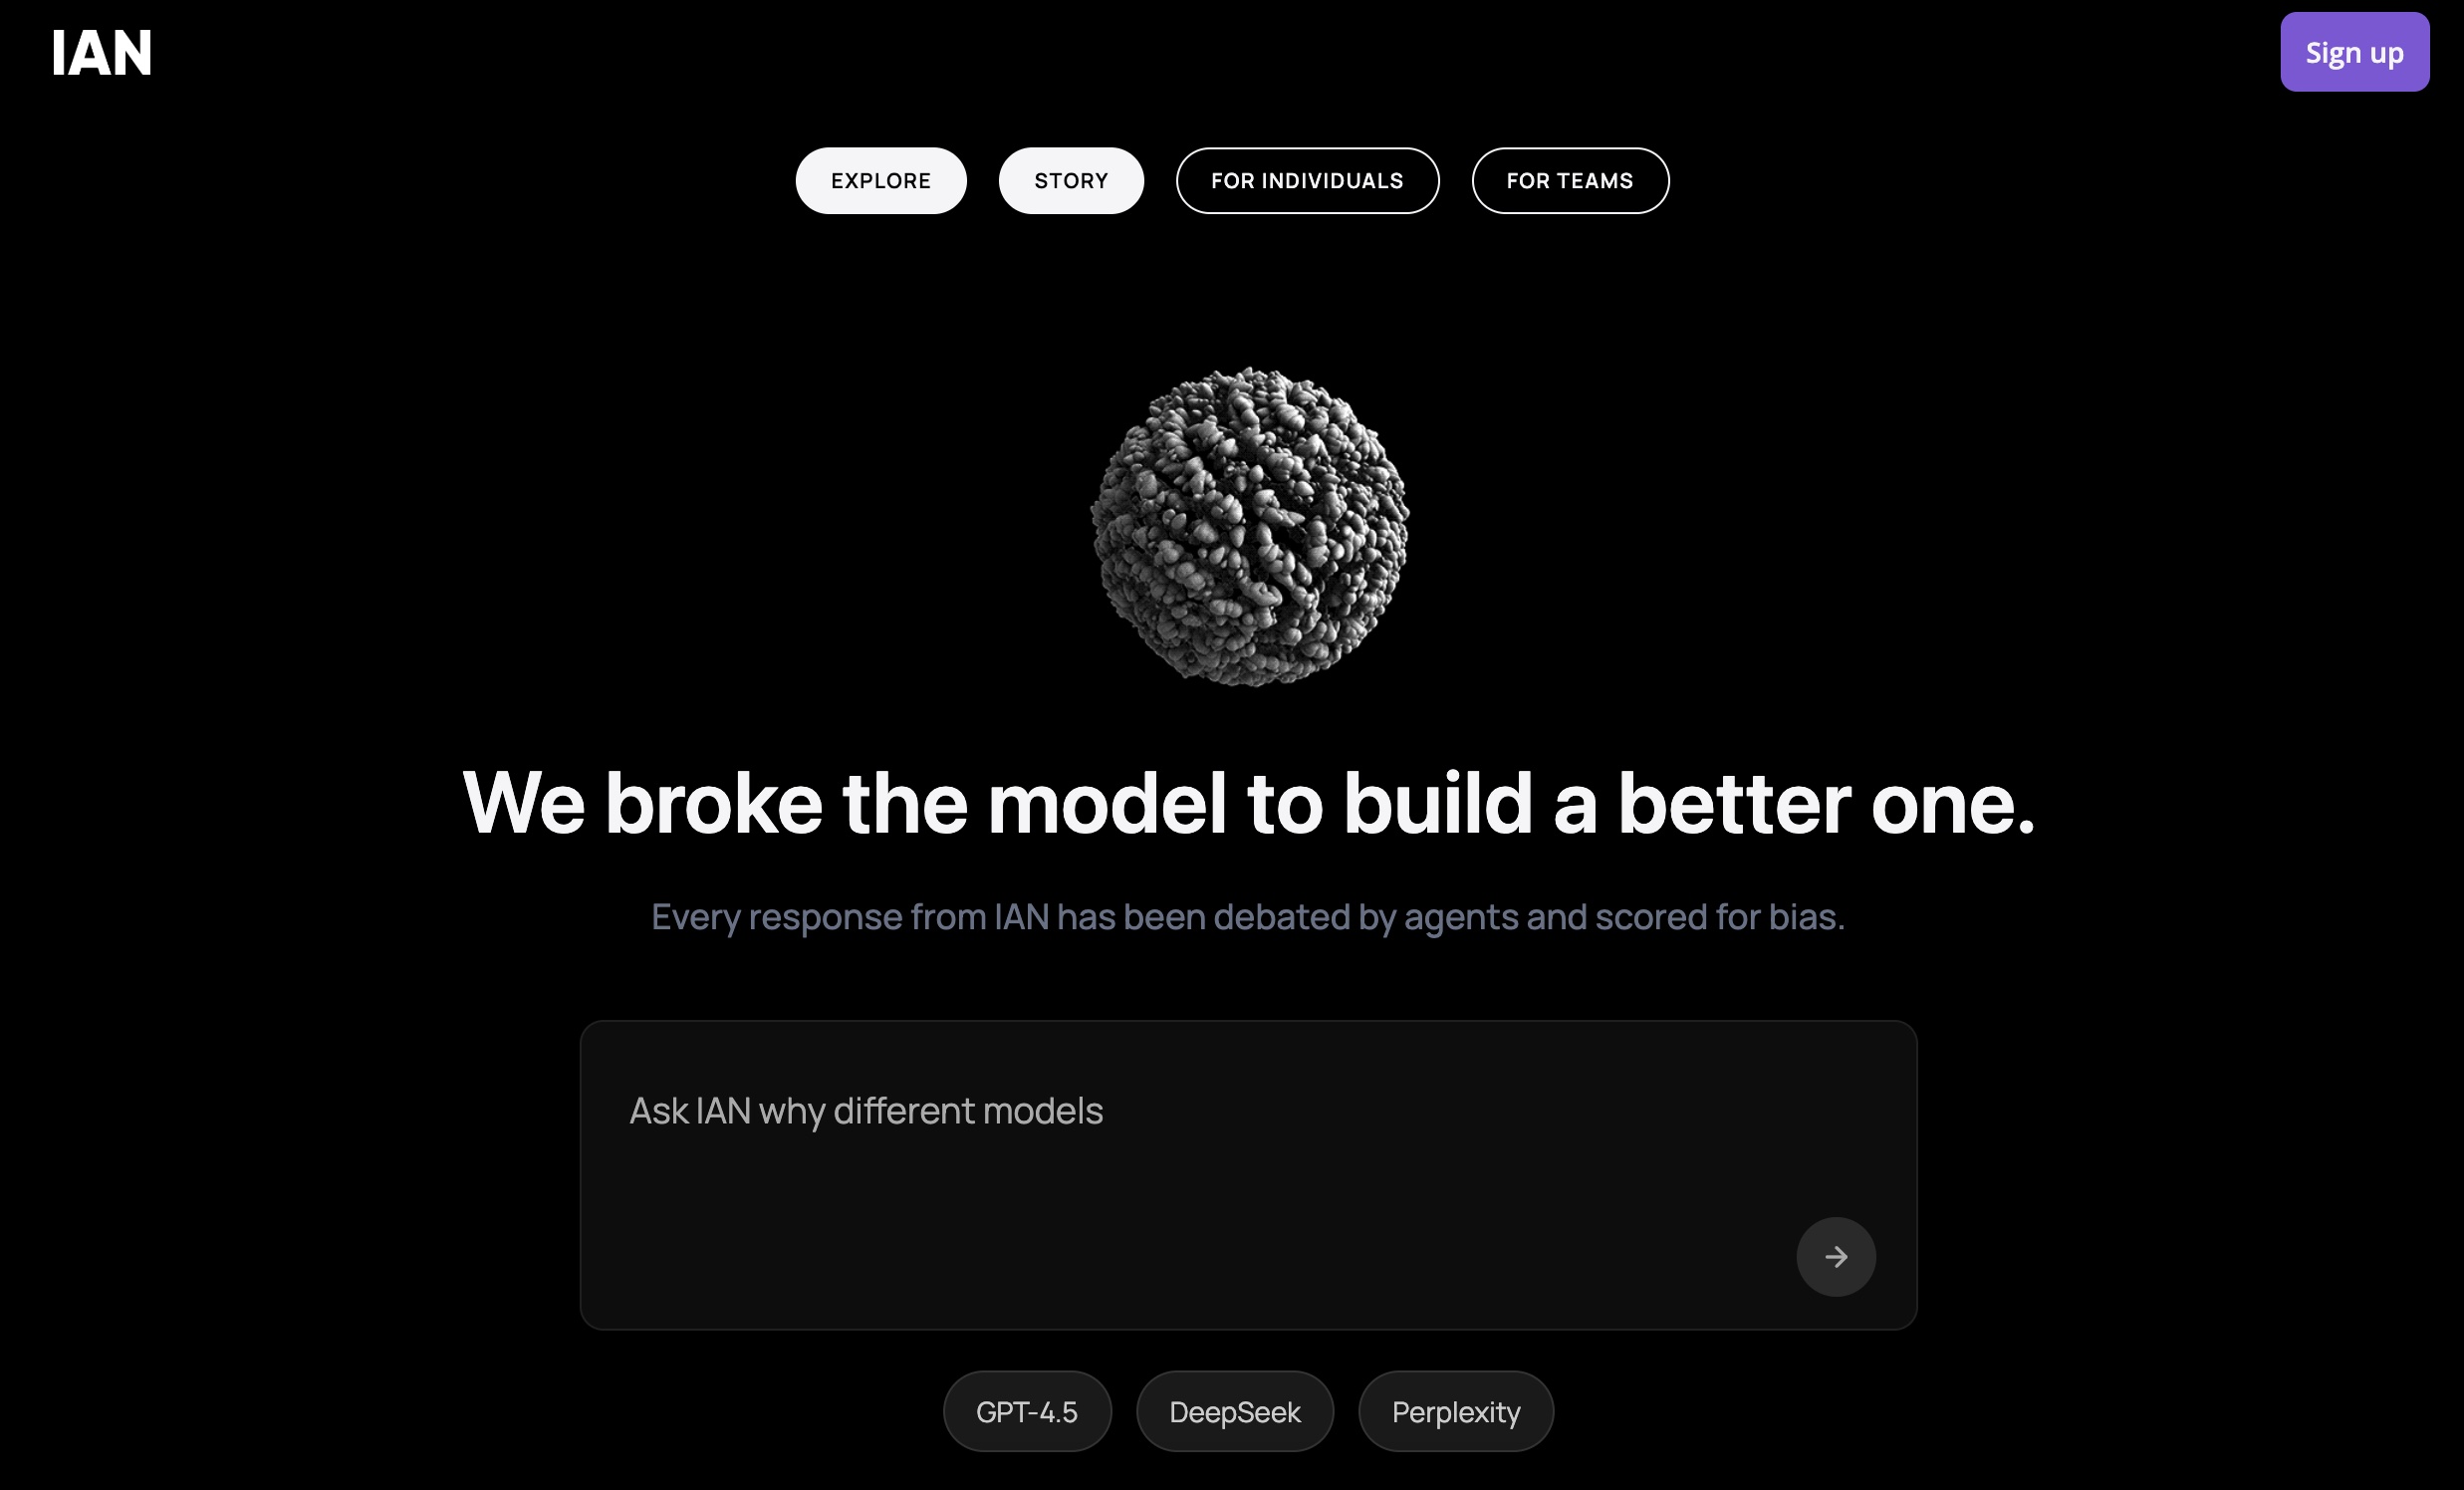 IAN
Sign up
EXPLORE
STORY
FOR INDIVIDUALS
FOR TEAMS
We broke the model to build a better one.
Every response from IAN has been debated by agents and scored for bias.
Ask IAN why different models
GPT-4.5
DeepSeek
Perplexity